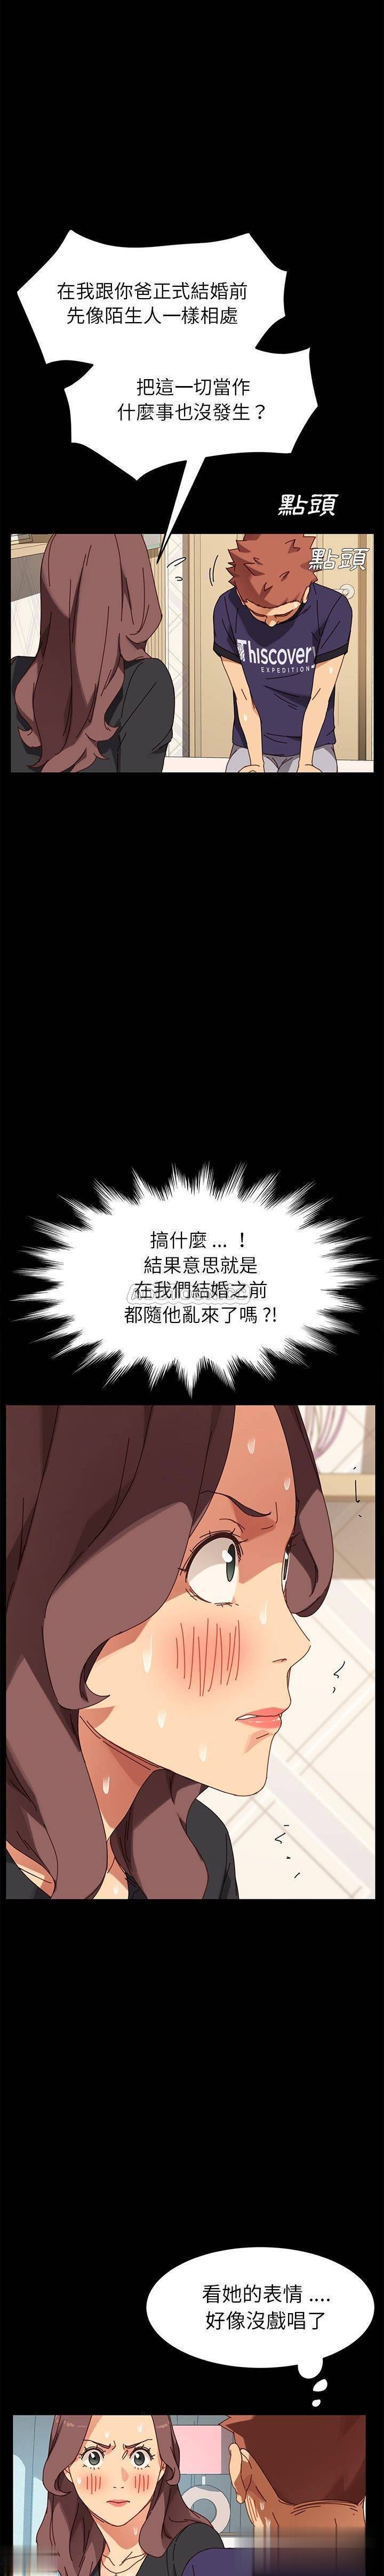 在我跟你爸正式結婚前
先像陌生人一樣相處
把這一切當作
什麼事也沒發生？
點頭
點頭
Thiscovery
EXPEDITION
搞什麼...！
結果意思就是
在我們結婚之前
都隨他亂來了嗎?!
看她的表情....
好像沒戲唱了